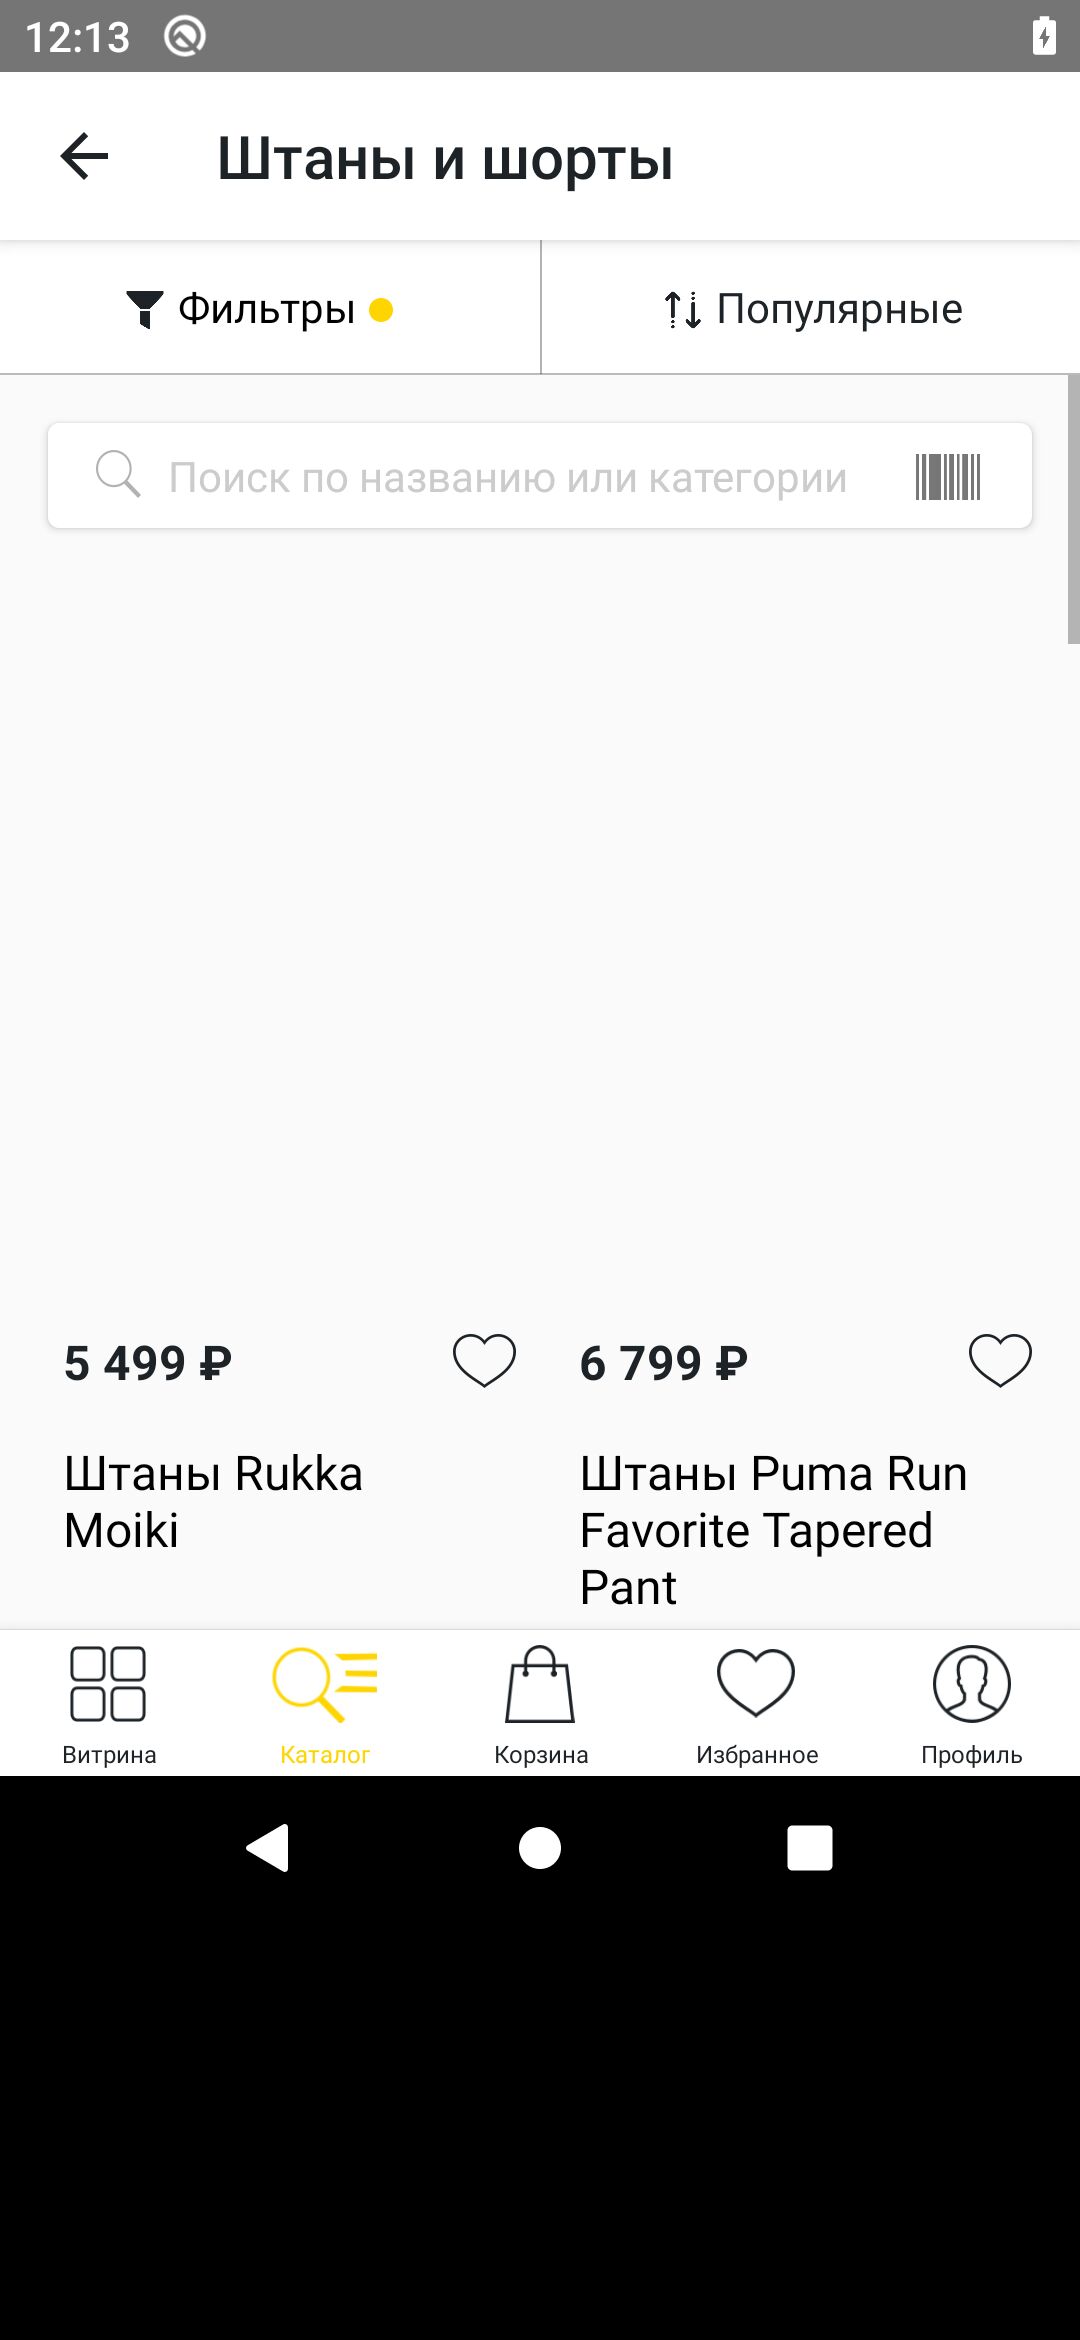 12:13
Штаны и шорты
Фильтры
Популярные
Поиск по названию или категории
5 499 ₽
6 799 ₽
Штаны Rukka
Moiki
Штаны Puma Run
Favorite Tapered
Pant
Витрина
Каталог
Корзина
Избранное
Профиль